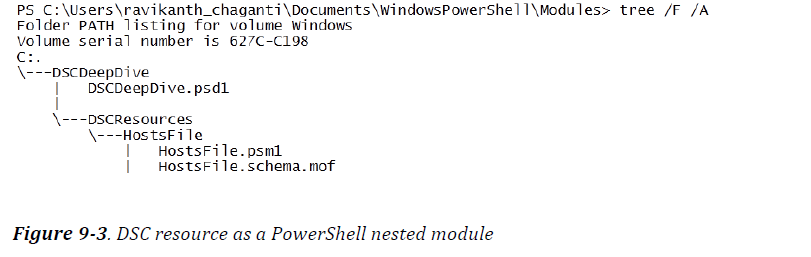 PS C:\Users\ravikanth_chaganti\Documents\WindowsPowerShell\Modules> tree /F /A
Folder PATH listing for volume Windows
Volume serial number is 627C-C198
C:.
\---DSCDeepDive
    |   DSCDeepDive.psd1
    |
    \---DSCResources
        \---HostsFile
            |   HostsFile.psm1
            |   HostsFile.schema.mof
Figure 9-3. DSC resource as a PowerShell nested module